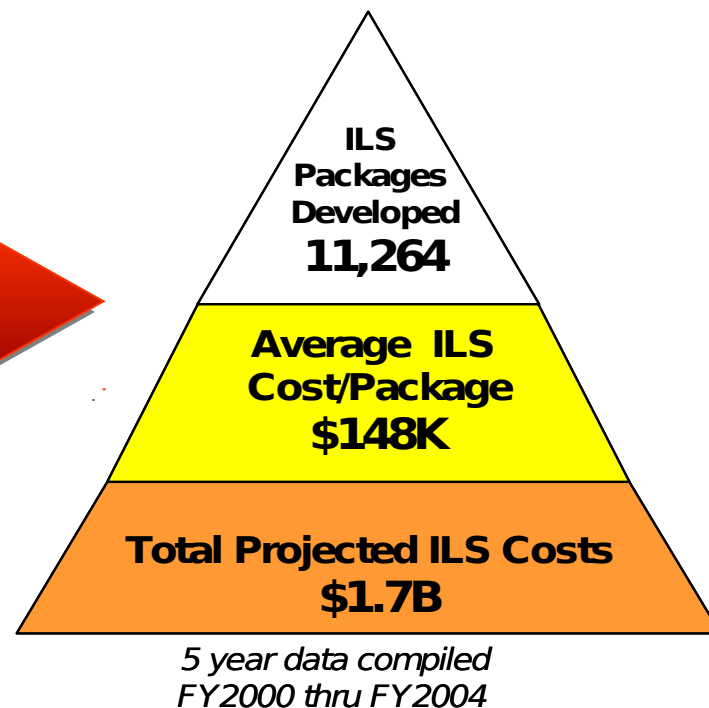 ILS
Packages
Developed
11,264
Average ILS
Cost/Package
$148K
Total Projected ILS Costs
$1.7B
5 year data compiled
FY2000 thru FY2004